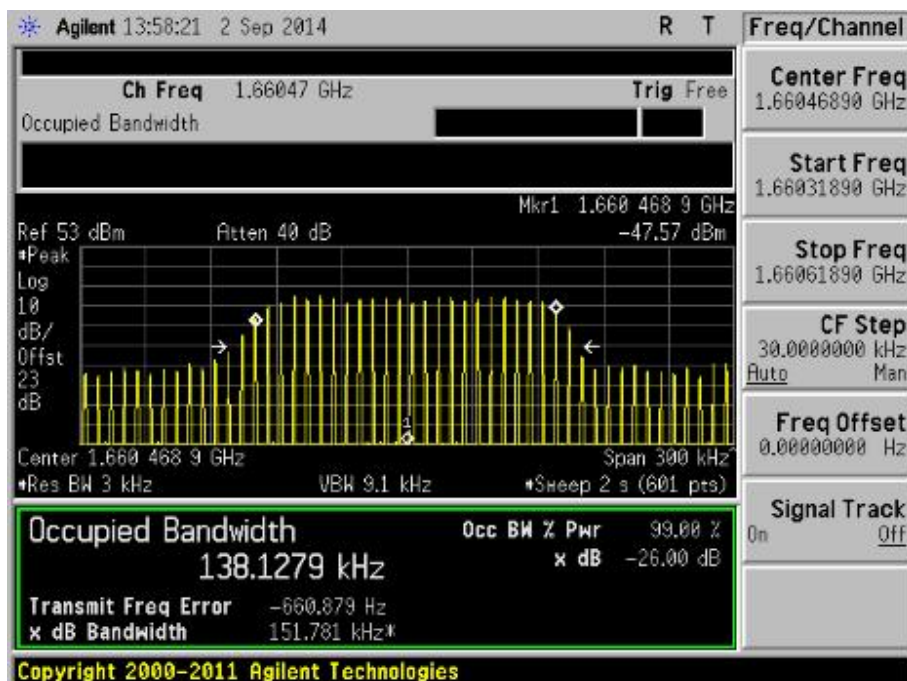 Agilent 13:58:21 2 Sep 2014 R T Freq/Channel
Ch Freq 1.66047 GHz Trig Free
Occupied Bandwidth
Center Freq
1.66046890 GHz
Start Freq
1.66031890 GHz
Stop Freq
1.66061890 GHz
CF Step
30.0000000 kHz
Auto Man
Freq Offset
0.00000000 Hz
Signal Track
On Off
Mkr1 1.660 468 9 GHz
Ref 53 dBm Atten 40 dB -47.57 dBm
*Peak
Log
10
dB/
Offst
23
dB
1
Center 1.660 468 9 GHz Span 300 kHz^
*Res BW 3 kHz VBW 9.1 kHz *Sweep 2 s (601 pts)
Occupied Bandwidth Occ BW % Pwr 99.00 %
138.1279 kHz x dB -26.00 dB
Transmit Freq Error -660.879 Hz
x dB Bandwidth 151.781 kHz*
Copyright 2000-2011 Agilent Technologies